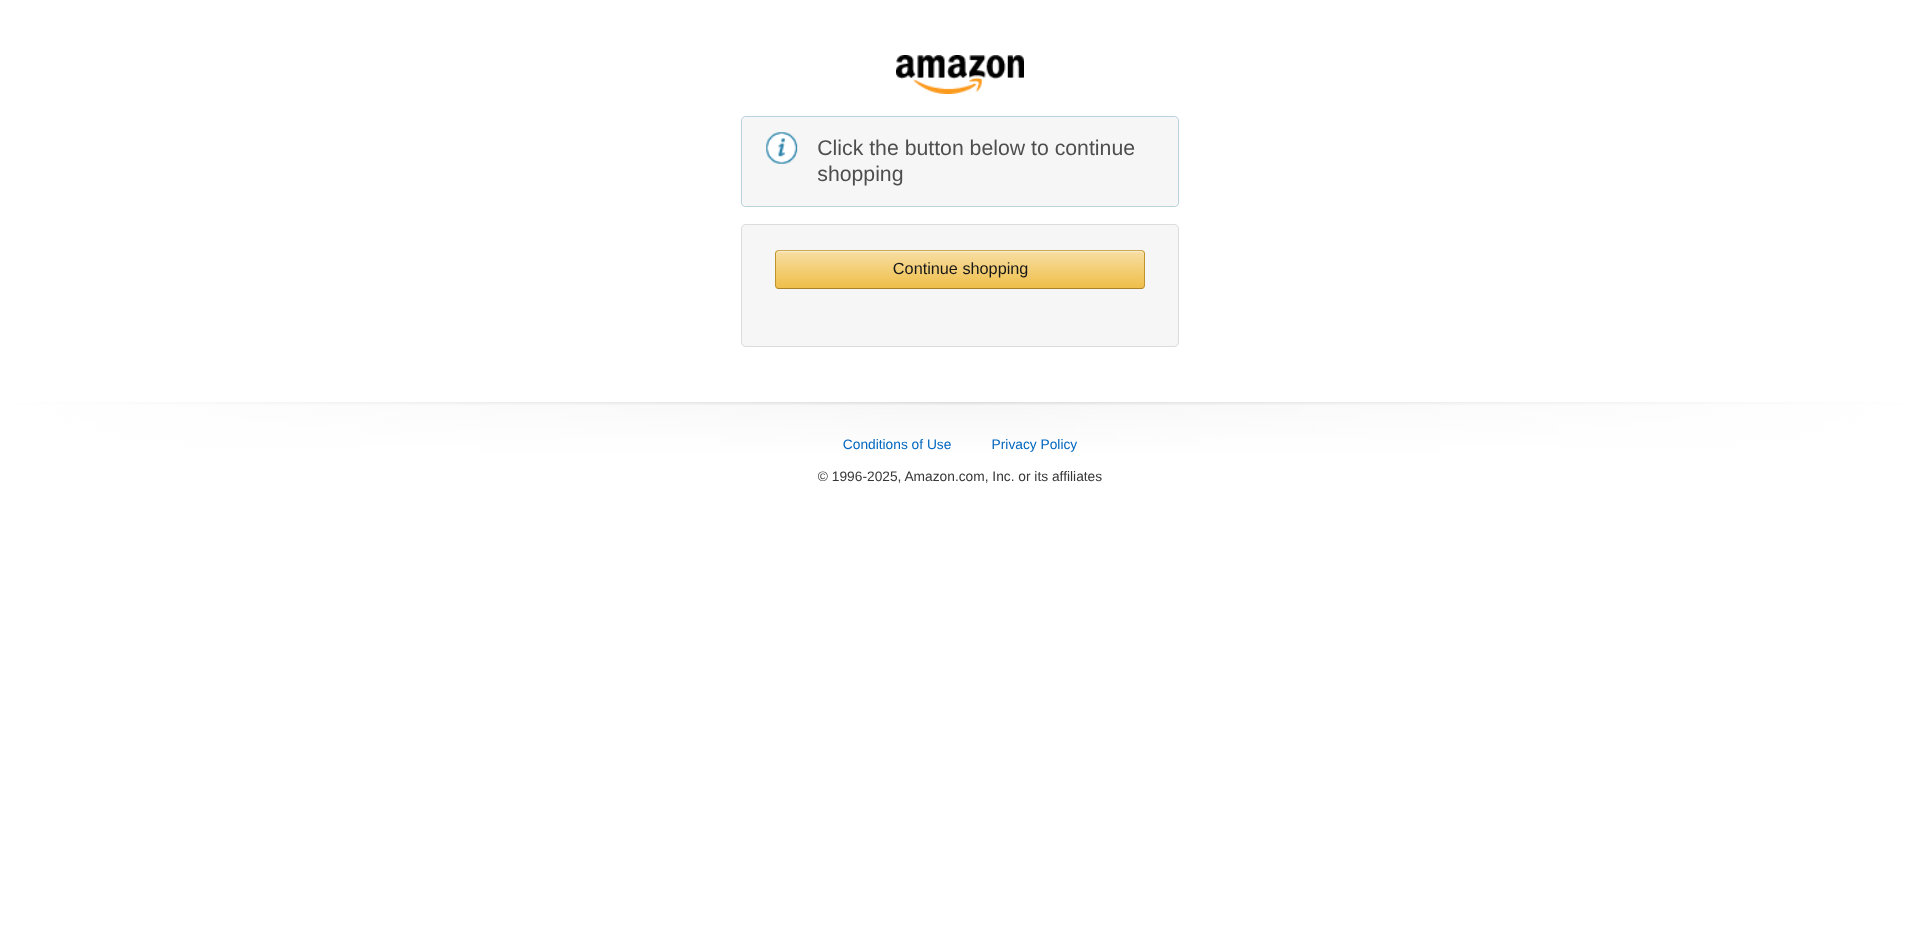 amazon
Click the button below to continue
shopping
Continue shopping
Conditions of Use Privacy Policy
© 1996-2025, Amazon.com, Inc. or its affiliates